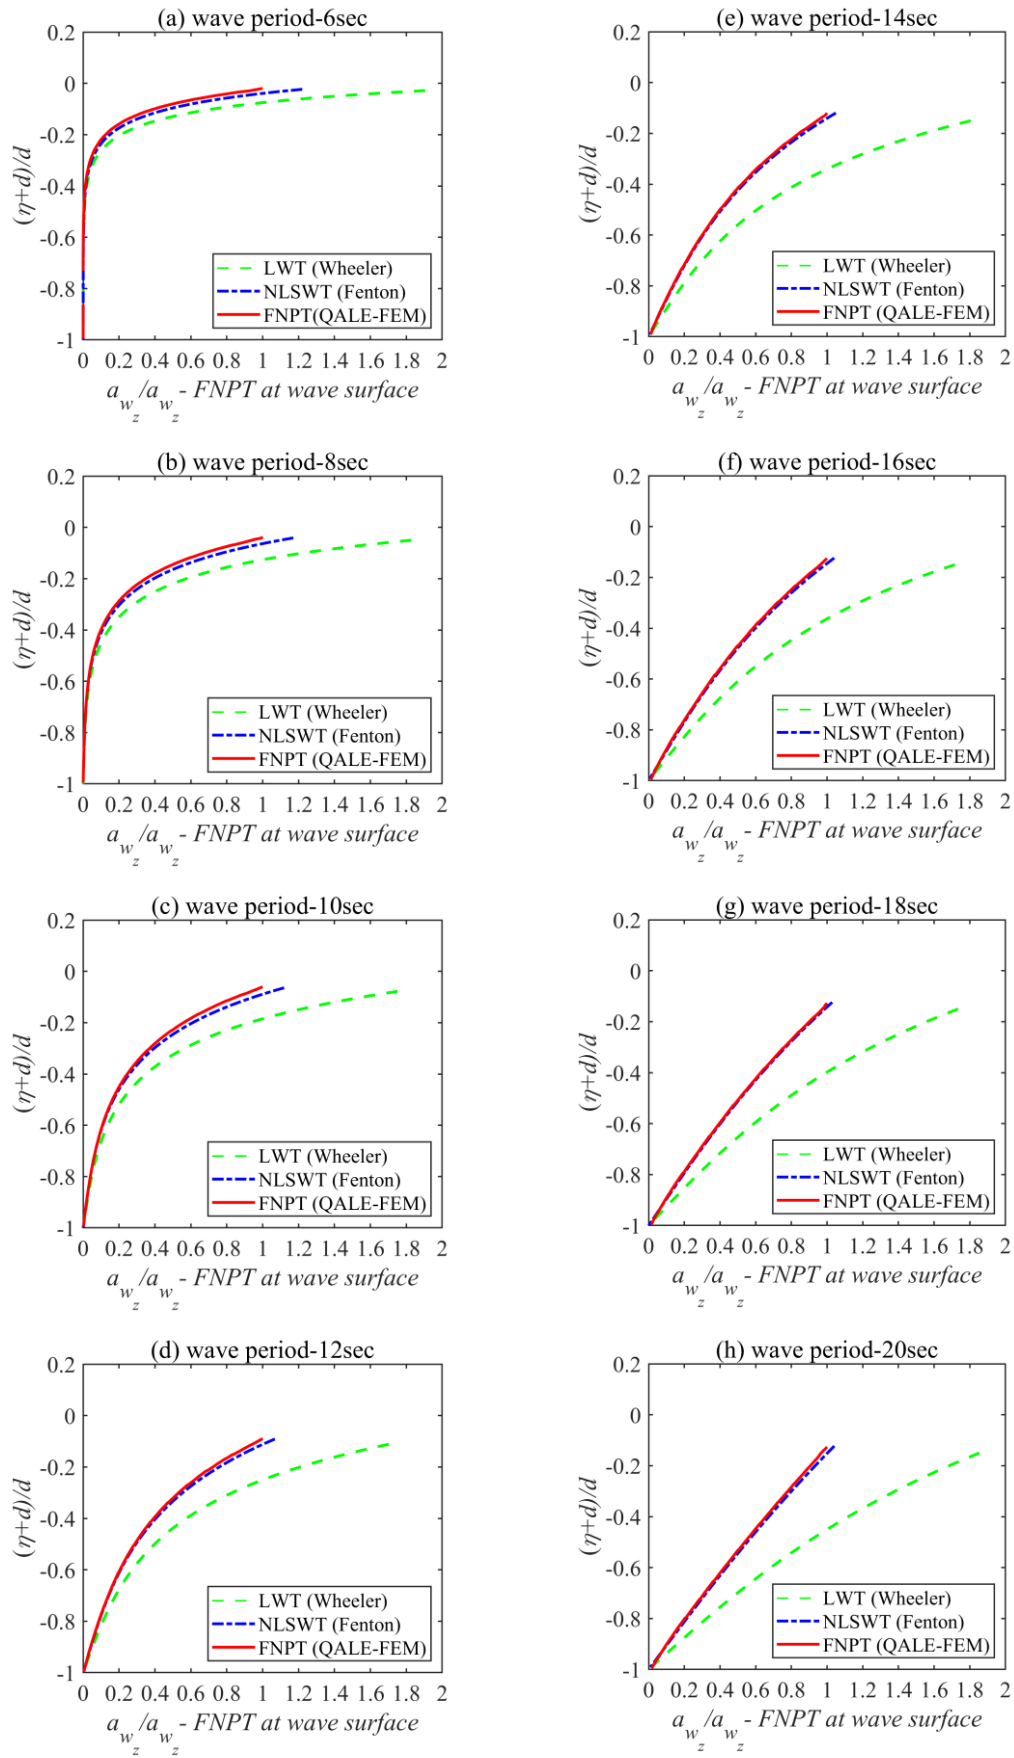 (a) wave period-6sec
0.2
0
-0.2
-0.4
-0.6
-0.8
-1
(η+d)/d
LWT (Wheeler)
NLSWT (Fenton)
FNPT(QALE-FEM)
0 0.2 0.4 0.6 0.8 1 1.2 1.4 1.6 1.8 2
a_w_z/a_w_z - FNPT at wave surface
(b) wave period-8sec
0.2
0
-0.2
-0.4
-0.6
-0.8
-1
(η+d)/d
LWT (Wheeler)
NLSWT (Fenton)
FNPT (QALE-FEM)
0 0.2 0.4 0.6 0.8 1 1.2 1.4 1.6 1.8 2
a_w_z/a_w_z - FNPT at wave surface
(c) wave period-10sec
0.2
0
-0.2
-0.4
-0.6
-0.8
-1
(η+d)/d
LWT (Wheeler)
NLSWT (Fenton)
FNPT (QALE-FEM)
0 0.2 0.4 0.6 0.8 1 1.2 1.4 1.6 1.8 2
a_w_z/a_w_z - FNPT at wave surface
(d) wave period-12sec
0.2
0
-0.2
-0.4
-0.6
-0.8
-1
(η+d)/d
LWT (Wheeler)
NLSWT (Fenton)
FNPT (QALE-FEM)
0 0.2 0.4 0.6 0.8 1 1.2 1.4 1.6 1.8 2
a_w_z/a_w_z - FNPT at wave surface
(e) wave period-14sec
0.2
0
-0.2
-0.4
-0.6
-0.8
-1
(η+d)/d
LWT (Wheeler)
NLSWT (Fenton)
FNPT (QALE-FEM)
0 0.2 0.4 0.6 0.8 1 1.2 1.4 1.6 1.8 2
a_w_z/a_w_z - FNPT at wave surface
(f) wave period-16sec
0.2
0
-0.2
-0.4
-0.6
-0.8
-1
(η+d)/d
LWT (Wheeler)
NLSWT (Fenton)
FNPT (QALE-FEM)
0 0.2 0.4 0.6 0.8 1 1.2 1.4 1.6 1.8 2
a_w_z/a_w_z - FNPT at wave surface
(g) wave period-18sec
0.2
0
-0.2
-0.4
-0.6
-0.8
-1
(η+d)/d
LWT (Wheeler)
NLSWT (Fenton)
FNPT (QALE-FEM)
0 0.2 0.4 0.6 0.8 1 1.2 1.4 1.6 1.8 2
a_w_z/a_w_z - FNPT at wave surface
(h) wave period-20sec
0.2
0
-0.2
-0.4
-0.6
-0.8
-1
(η+d)/d
LWT (Wheeler)
NLSWT (Fenton)
FNPT (QALE-FEM)
0 0.2 0.4 0.6 0.8 1 1.2 1.4 1.6 1.8 2
a_w_z/a_w_z - FNPT at wave surface